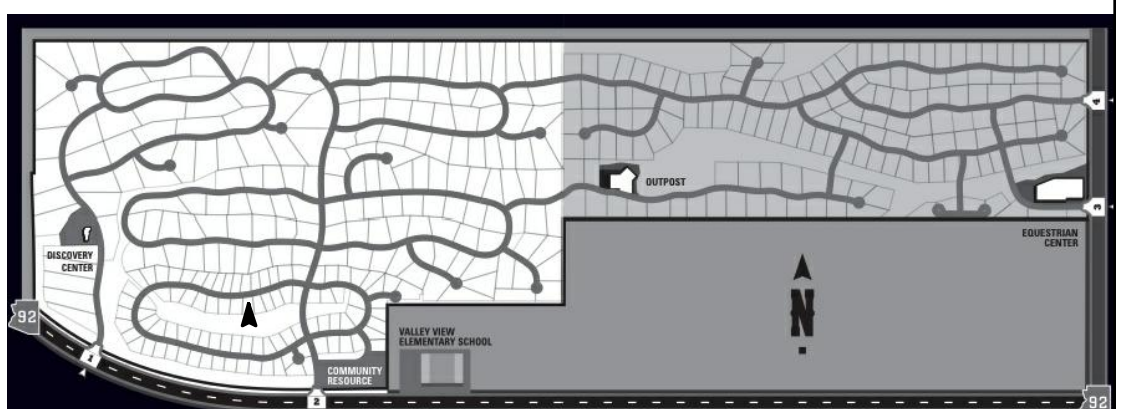 4
OUTPOST
3
EQUESTRIAN
CENTER
DISCOVERY
CENTER
N
92
VALLEY VIEW
ELEMENTARY SCHOOL
1
COMMUNITY
RESOURCE
2
92